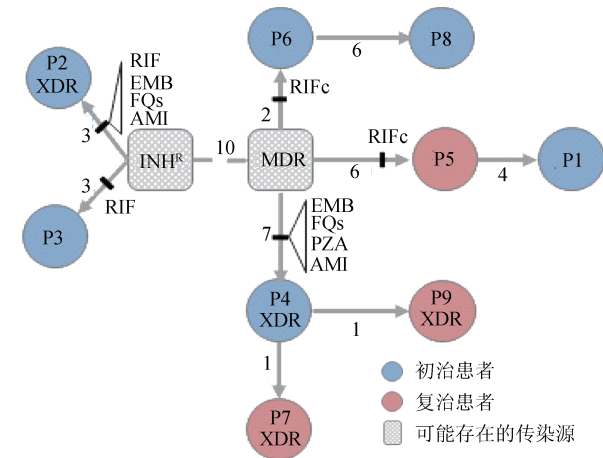 P6
6
P8
P2
XDR
RIF
EMB
FQs
AMI
3
2
RIFc
INHᴿ
10
MDR
6
RIFc
P5
4
P1
3
RIF
P3
7
EMB
FQs
PZA
AMI
P4
XDR
1
P9
XDR
1
P7
XDR
初治患者
复治患者
可能存在的传染源